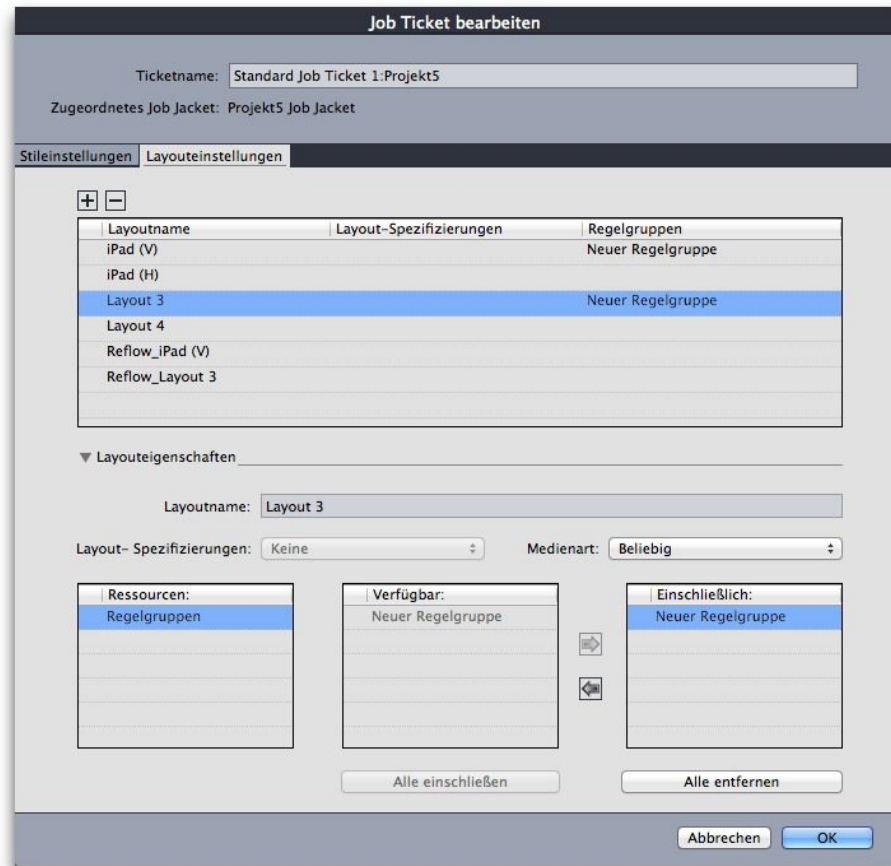 Job Ticket bearbeiten
Ticketname: Standard Job Ticket 1:Projekt5
Zugeordnetes Job Jacket: Projekt5 Job Jacket
Stileinstellungen Layouteinstellungen
Layoutname Layout-Spezifizierungen Regelgruppen
iPad (V) Neuer Regelgruppe
iPad (H)
Layout 3 Neuer Regelgruppe
Layout 4
Reflow_iPad (V)
Reflow_Layout 3
Layouteigenschaften
Layoutname: Layout 3
Layout- Spezifizierungen: Keine Medienart: Beliebig
Ressourcen: Verfügbar: Einschließlich:
Regelgruppen Neuer Regelgruppe Neuer Regelgruppe
Alle einschließen Alle entfernen
Abbrechen OK